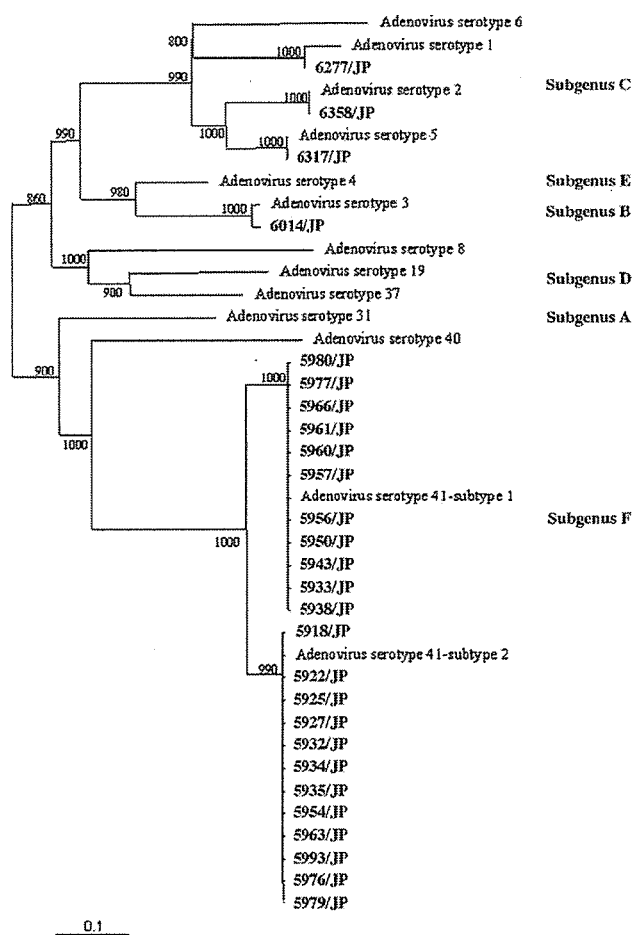 Adenovirus serotype 6
800
Adenovirus serotype 1
1000
6277/JP
990
Subgenus C
Adenovirus serotype 2
1000
6358/JP
1000
Adenovirus serotype 5
1000
6317/JP
990
Adenovirus serotype 4
Subgenus E
980
860
Adenovirus serotype 3
Subgenus B
1000
6014/JP
Adenovirus serotype 8
1000
Adenovirus serotype 19
Subgenus D
900
Adenovirus serotype 37
Adenovirus serotype 31
Subgenus A
Adenovirus serotype 40
5980/JP
900
1000
5977/JP
5966/JP
5961/JP
1000
5960/JP
5957/JP
Adenovirus serotype 41-subtype 1
5956/JP
Subgenus F
1000
5950/JP
5943/JP
5933/JP
5938/JP
5918/JP
Adenovirus serotype 41-subtype 2
990
5922/JP
5925/JP
5927/JP
5932/JP
5934/JP
5935/JP
5954/JP
5963/JP
5993/JP
5976/JP
5979/JP
0.1